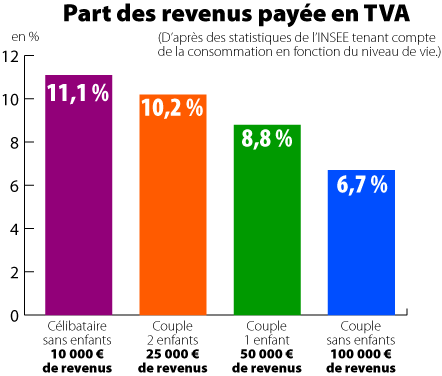 Part des revenus payée en TVA
en %
(D'après des statistiques de l'INSEE tenant compte
de la consommation en fonction du niveau de vie.)
12
10
8
6
4
2
0
11,1 %
10,2 %
8,8 %
6,7 %
Célibataire
sans enfants
10 000 €
de revenus
Couple
2 enfants
25 000 €
de revenus
Couple
1 enfant
50 000 €
de revenus
Couple
sans enfants
100 000 €
de revenus